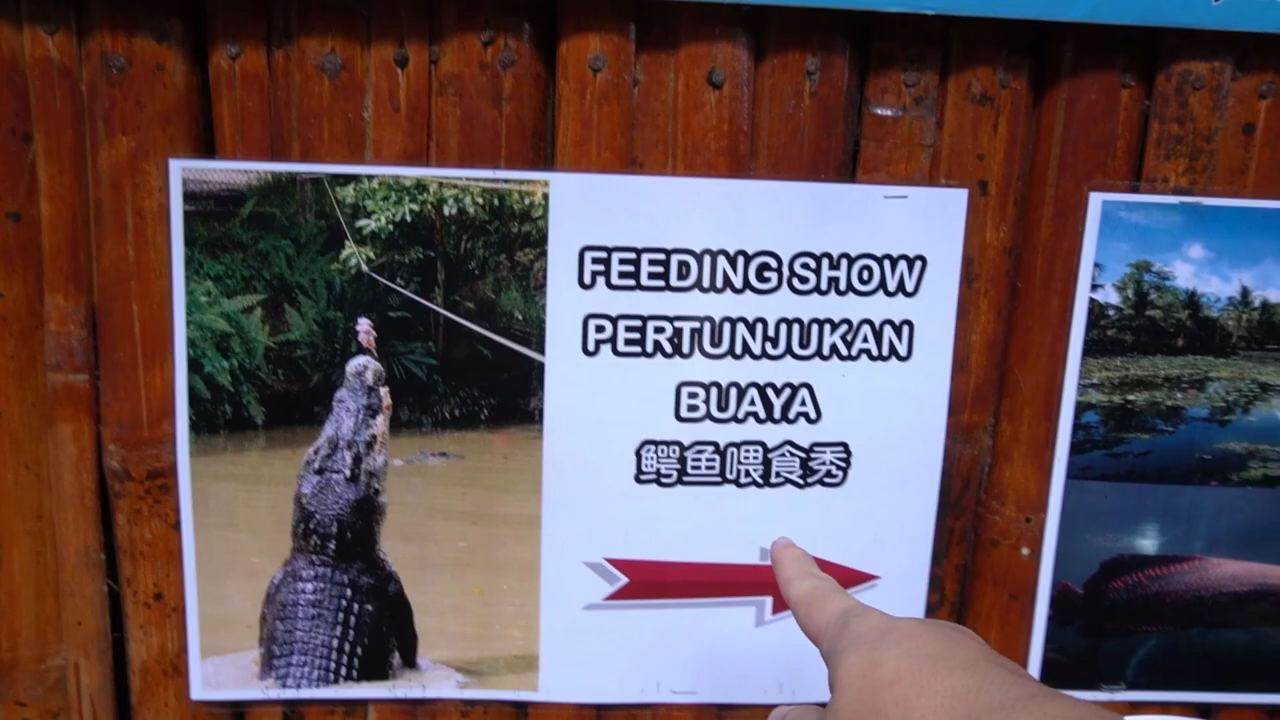 FEEDING SHOW
PERTUNJUKAN
BUAYA
鳄鱼喂食秀